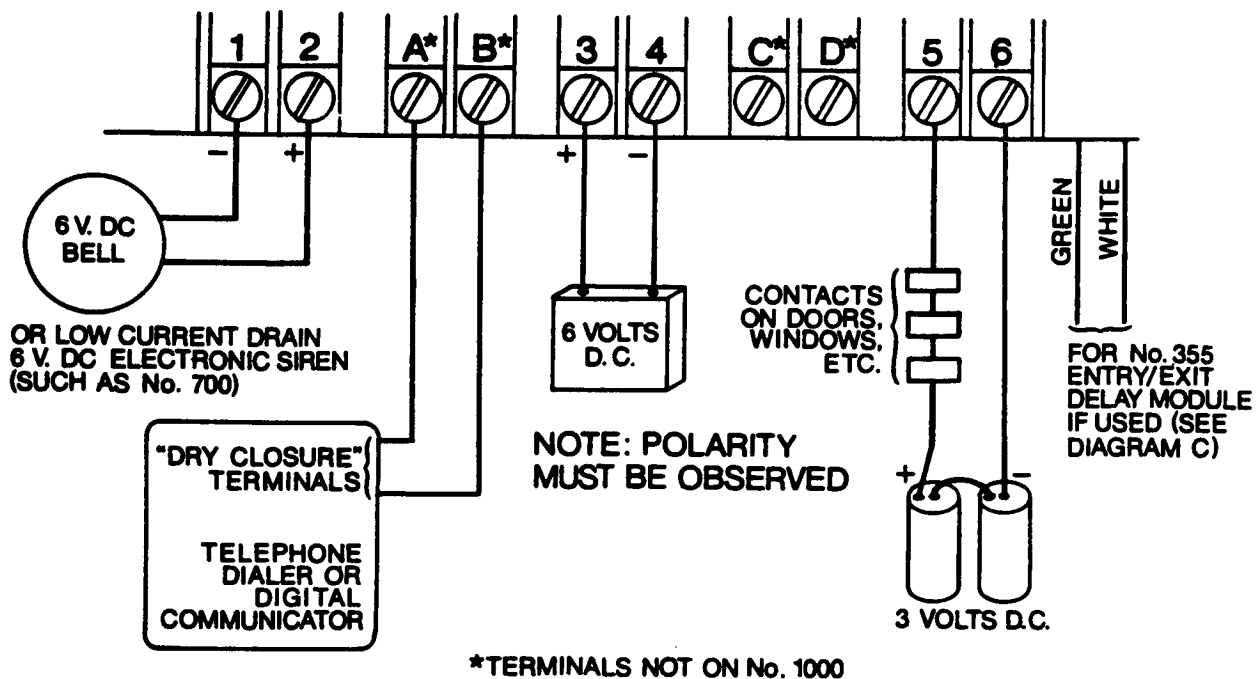 1 2 A* B* 3 4 C* D* 5 6
- + + -
6 V. DC
BELL
OR LOW CURRENT DRAIN
6 V. DC ELECTRONIC SIREN
(SUCH AS No. 700)
"DRY CLOSURE"
TERMINALS
TELEPHONE
DIALER OR
DIGITAL
COMMUNICATOR
6 VOLTS
D.C.
NOTE: POLARITY
MUST BE OBSERVED
CONTACTS
ON DOORS,
WINDOWS,
ETC.
+ -
3 VOLTS D.C.
GREEN
WHITE
FOR No. 355
ENTRY/EXIT
DELAY MODULE
IF USED (SEE
DIAGRAM C)
*TERMINALS NOT ON No. 1000